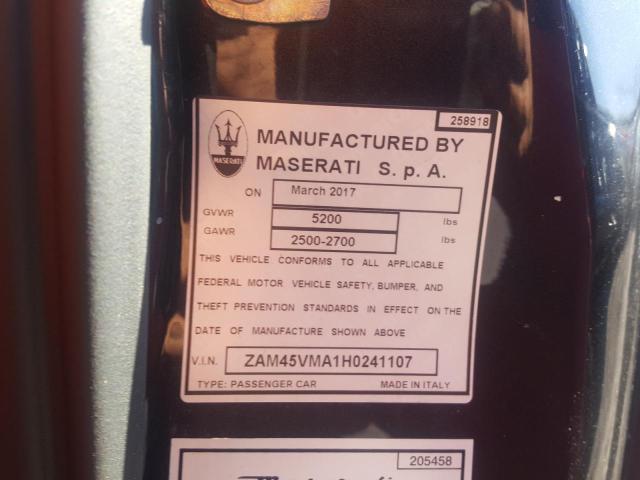 258918
MASERATI
MANUFACTURED BY
MASERATI S. p. A.
ON March 2017
GVWR 5200 lbs
GAWR 2500-2700 lbs
THIS VEHICLE CONFORMS TO ALL APPLICABLE
FEDERAL MOTOR VEHICLE SAFETY, BUMPER, AND
THEFT PREVENTION STANDARDS IN EFFECT ON THE
DATE OF MANUFACTURE SHOWN ABOVE
V.I.N. ZAM45VMA1H0241107
TYPE: PASSENGER CAR MADE IN ITALY
205458